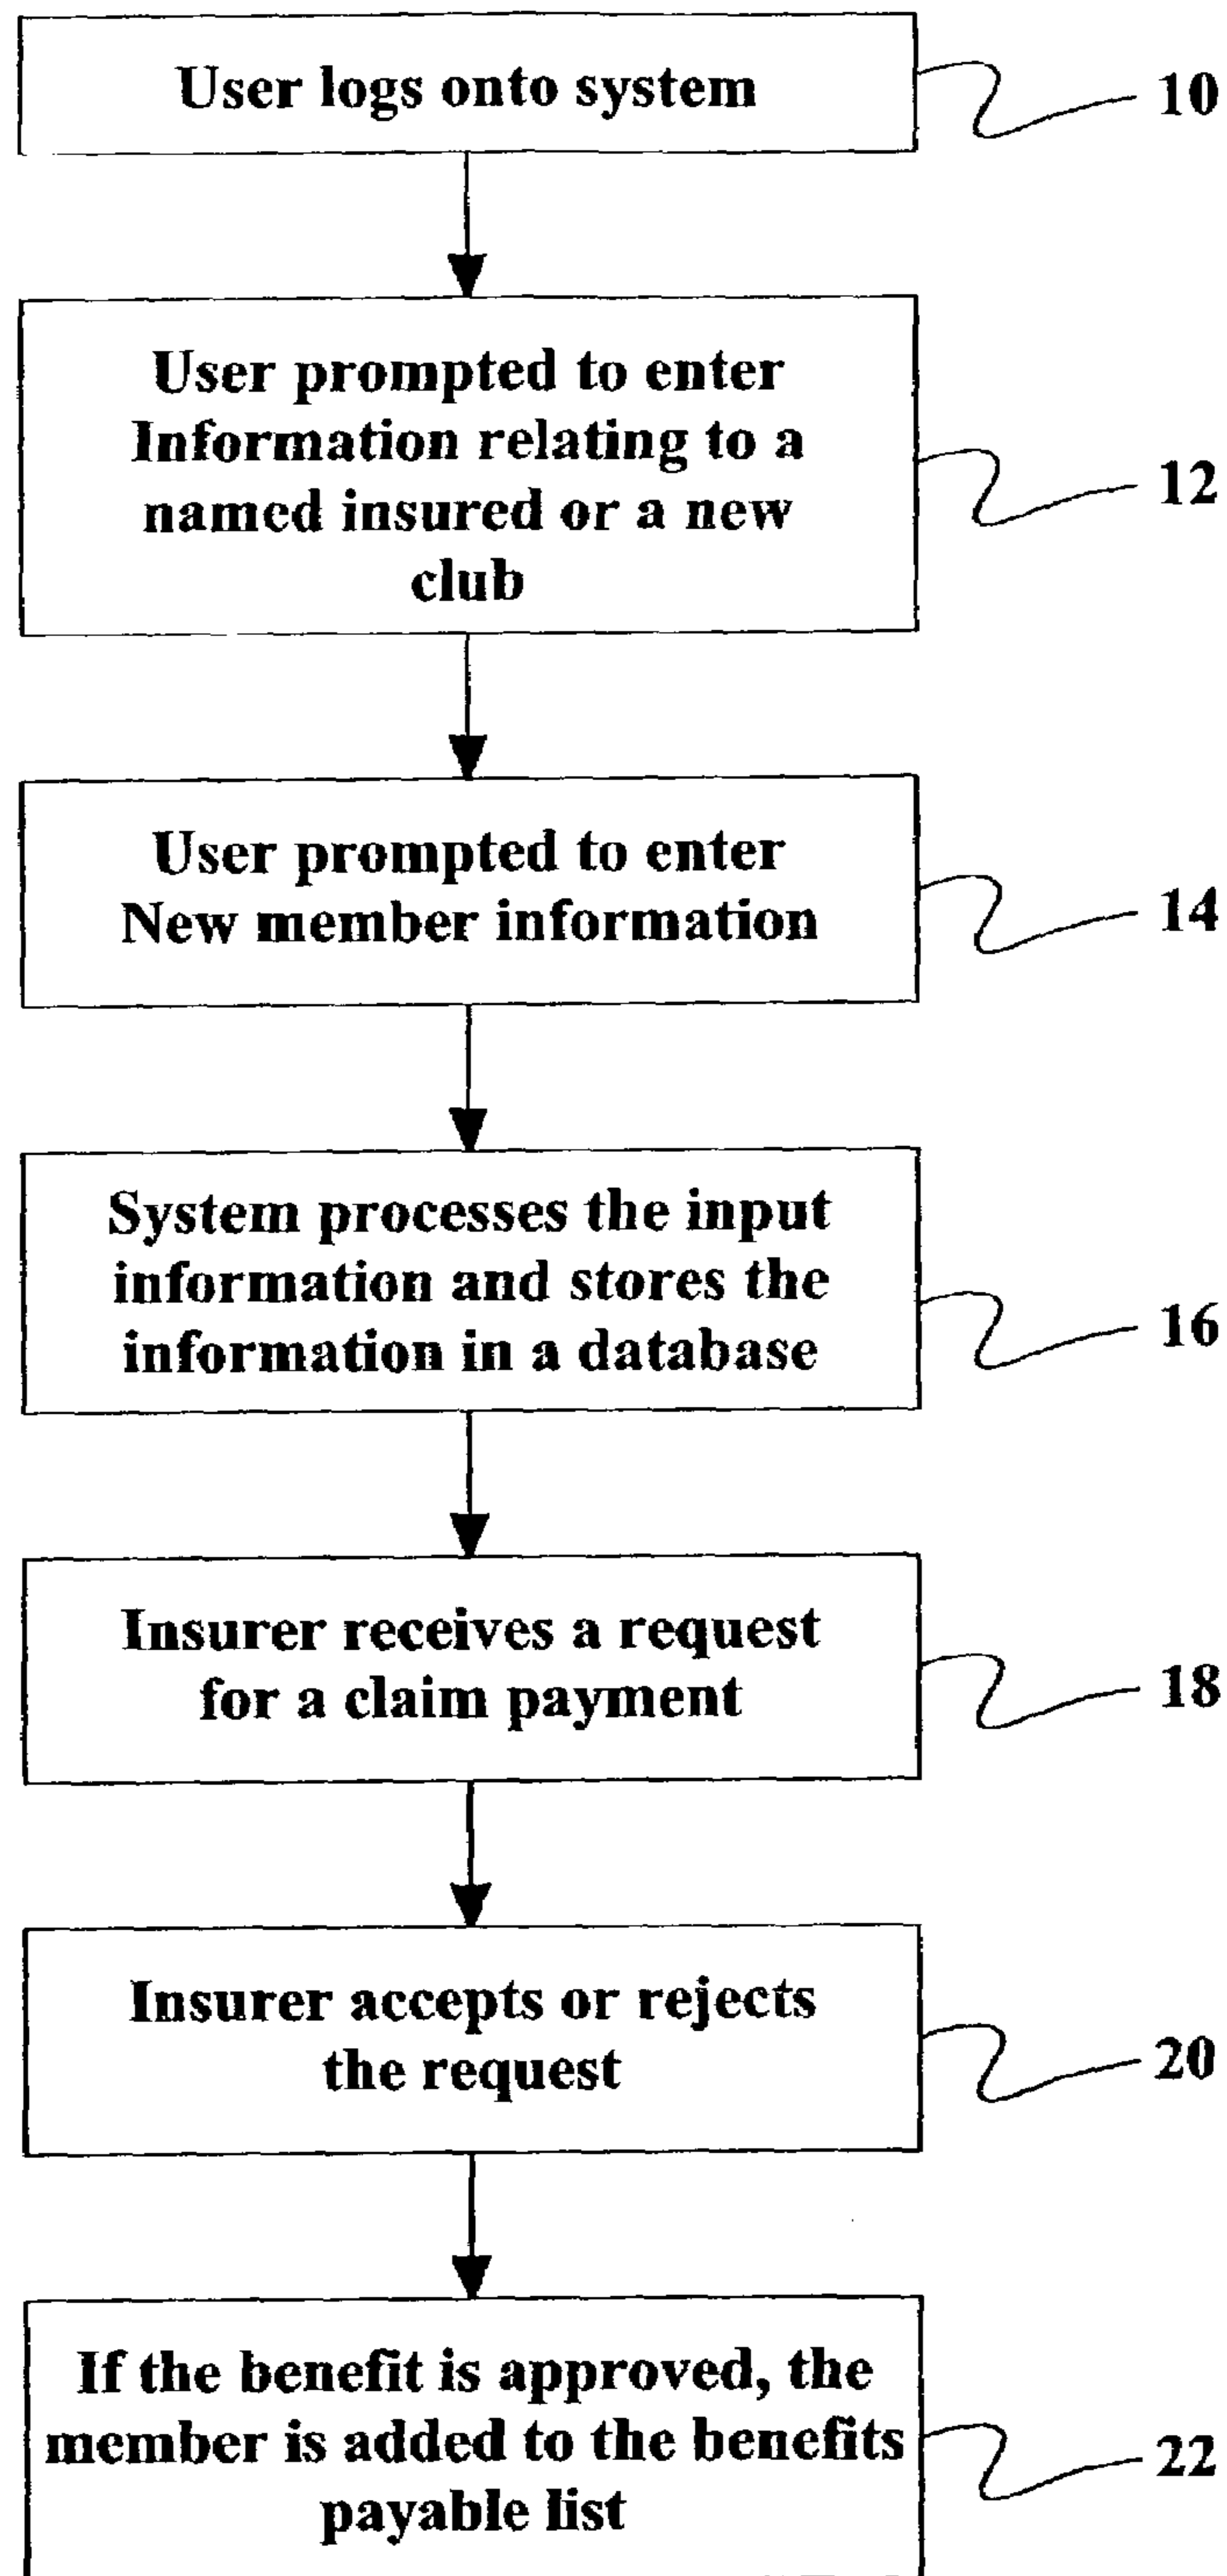 User logs onto system
10
User prompted to enter
Information relating to a
named insured or a new
club
12
User prompted to enter
New member information
14
System processes the input
information and stores the
information in a database
16
Insurer receives a request
for a claim payment
18
Insurer accepts or rejects
the request
20
If the benefit is approved, the
member is added to the benefits
payable list
22